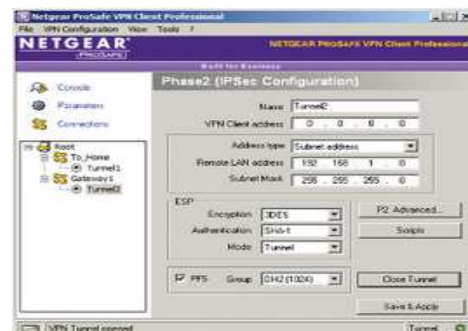 Netgear ProSafe VPN Client Professional
File VPN Configuration View Tools ?
NETGEAR
PROSAFE
NETGEAR ProSafe VPN Client Professional
Built for Business
Console
Parameters
Connections
Root
To_Home
Tunnel1
Gateway1
Tunnel2
Phase2 (IPSec Configuration)
Name Tunnel2
VPN Client address 0 . 0 . 0 . 0
Address type Subnet address
Remote LAN address 192 . 168 . 1 . 0
Subnet Mask 255 . 255 . 255 . 0
ESP
Encryption 3DES
Authentication SHA-1
Mode Tunnel
P2 Advanced...
Scripts
PFS Group DH2 (1024)
Close Tunnel
Save & Apply
VPN Tunnel opened
Tunnel